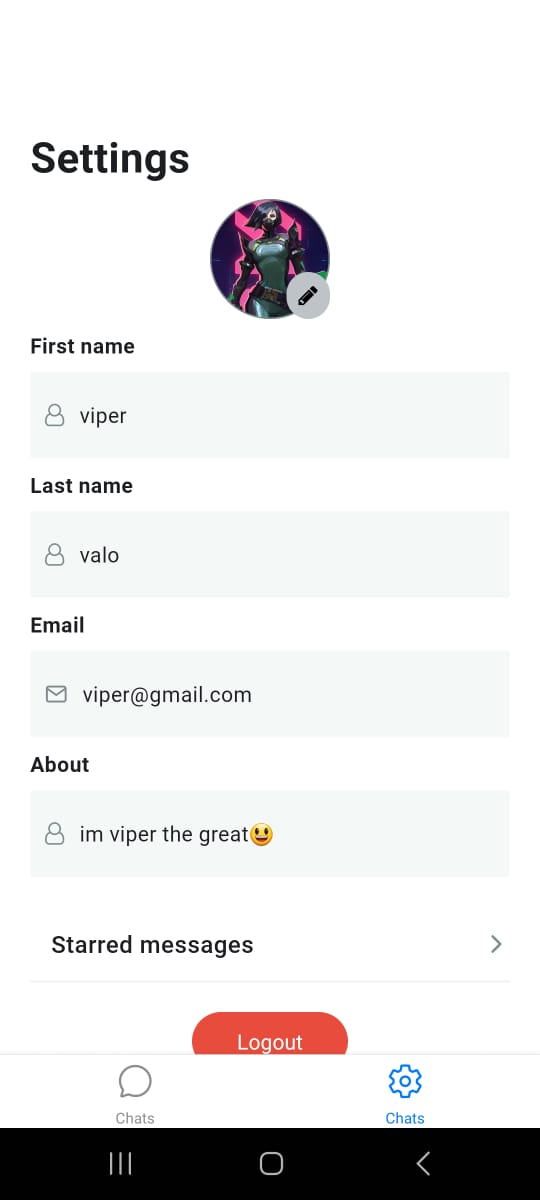 Settings
First name
viper
Last name
valo
Email
viper@gmail.com
About
im viper the great😃
Starred messages
Logout
Chats
Chats